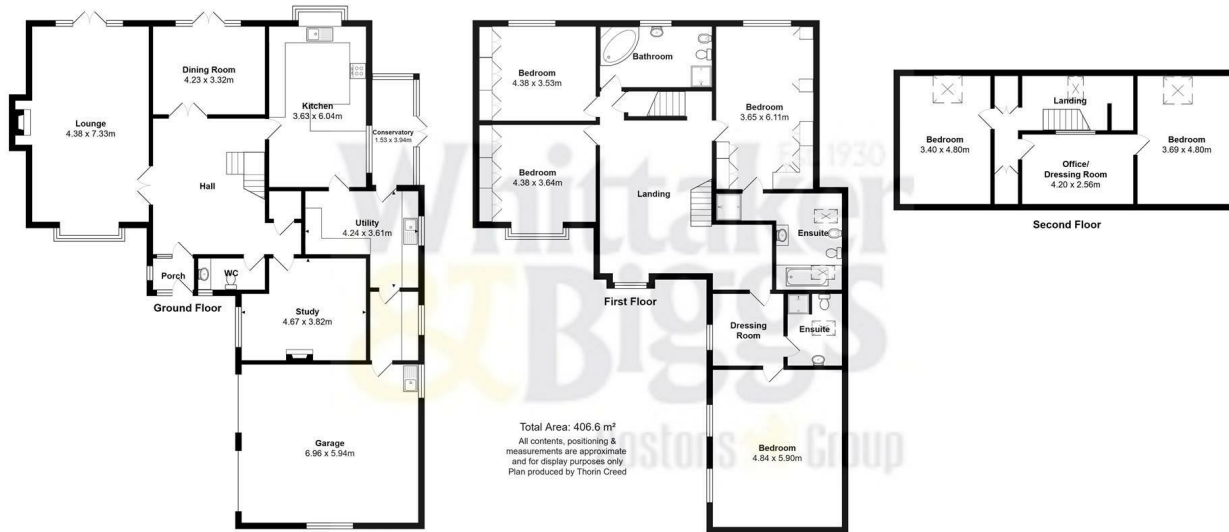 Lounge
4.38 x 7.33m
Dining Room
4.23 x 3.32m
Kitchen
3.63 x 6.04m
Conservatory
1.53 x 3.94m
Hall
Utility
4.24 x 3.61m
Porch
WC
Study
4.67 x 3.82m
Garage
6.96 x 5.94m
Ground Floor
Bedroom
4.38 x 3.53m
Bathroom
Bedroom
3.65 x 6.11m
Bedroom
4.38 x 3.64m
Landing
Ensuite
Dressing
Room
Ensuite
Bedroom
4.84 x 5.90m
First Floor
Bedroom
3.40 x 4.80m
Landing
Office/
Dressing Room
4.20 x 2.56m
Bedroom
3.69 x 4.80m
Second Floor
Total Area: 406.6 m²
All contents, positioning &
measurements are approximate
and for display purposes only
Plan produced by Thorin Creed
Whittaker
& Biggs
1930
Group